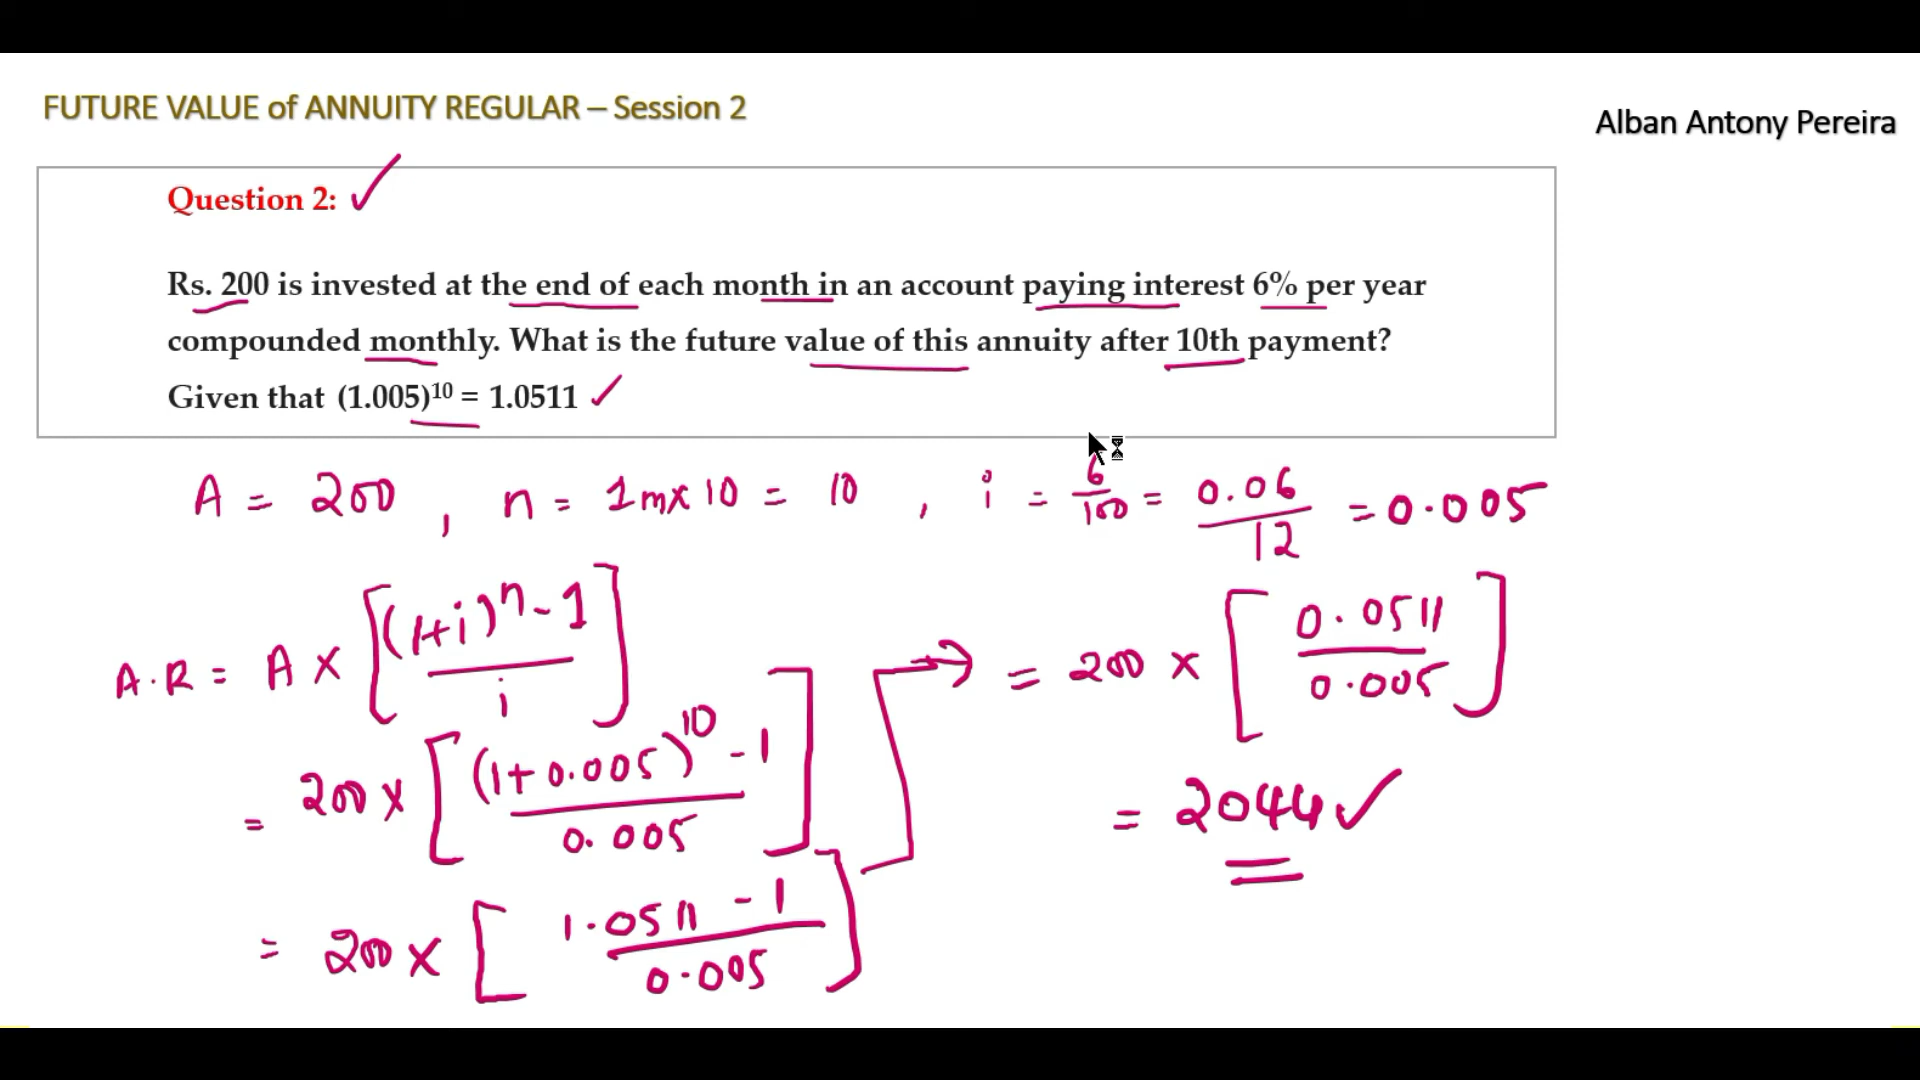 FUTURE VALUE of ANNUITY REGULAR – Session 2
Alban Antony Pereira
Question 2: ✓
Rs. 200 is invested at the end of each month in an account paying interest 6% per year
compounded monthly. What is the future value of this annuity after 10th payment?
Given that (1.005)¹⁰ = 1.0511 ✓
A = 200 , n = 1m × 10 = 10 , i = 6/100 = 0.06/12 = 0.005
A.R = A × [((1+i)ⁿ - 1)/i]
= 200 × [((1+0.005)¹⁰ - 1)/0.005]
= 200 × [(1.0511 - 1)/0.005]
= 200 × [0.0511/0.005]
= 2044 ✓